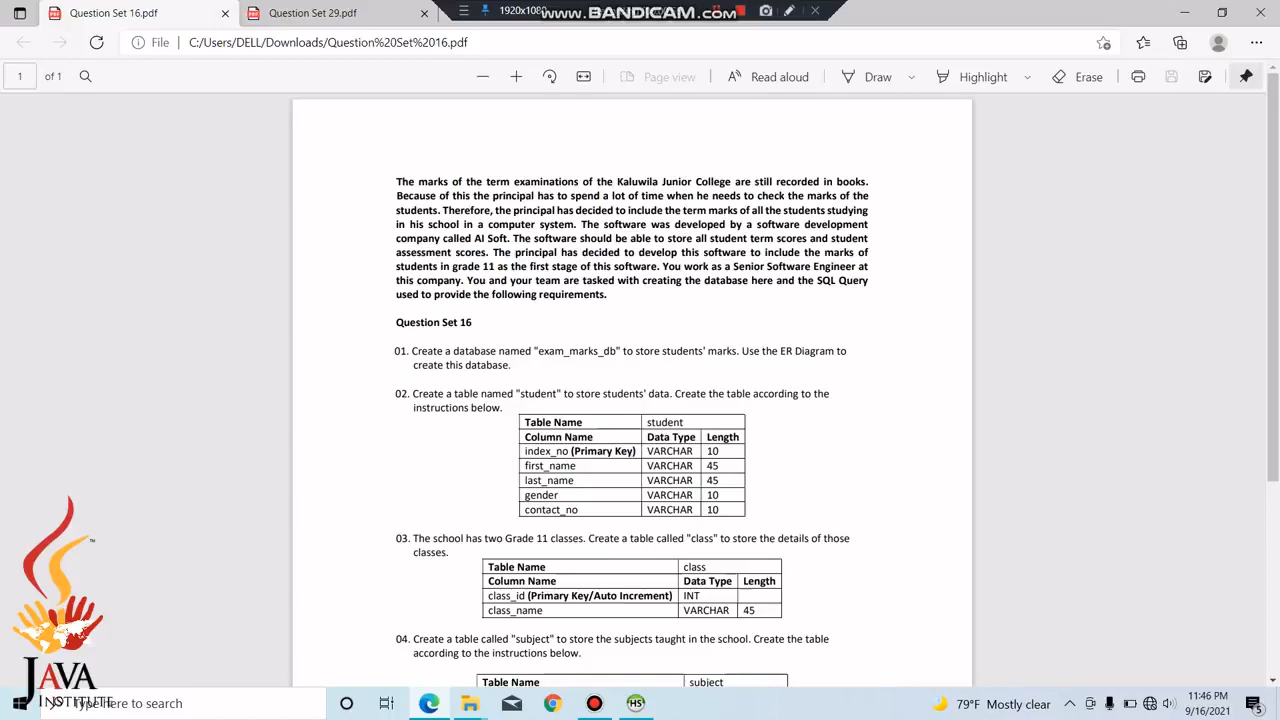 Question Set 16.pdf
Question Set 29.pdf
1920x1080
WWW.BANDICAM.COM
File
C:/Users/DELL/Downloads/Question%20Set%2016.pdf
1 of 1
Page view
Read aloud
Draw
Highlight
Erase
The marks of the term examinations of the Kaluwila Junior College are still recorded in books.
Because of this the principal has to spend a lot of time when he needs to check the marks of the
students. Therefore, the principal has decided to include the term marks of all the students studying
in his school in a computer system. The software was developed by a software development
company called AI Soft. The software should be able to store all student term scores and student
assessment scores. The principal has decided to develop this software to include the marks of
students in grade 11 as the first stage of this software. You work as a Senior Software Engineer at
this company. You and your team are tasked with creating the database here and the SQL Query
used to provide the following requirements.
Question Set 16
01. Create a database named "exam_marks_db" to store students' marks. Use the ER Diagram to
create this database.
02. Create a table named "student" to store students' data. Create the table according to the
instructions below.
Table Name student
Column Name Data Type Length
index_no (Primary Key) VARCHAR 10
first_name VARCHAR 45
last_name VARCHAR 45
gender VARCHAR 10
contact_no VARCHAR 10
03. The school has two Grade 11 classes. Create a table called "class" to store the details of those
classes.
Table Name class
Column Name Data Type Length
class_id (Primary Key/Auto Increment) INT
class_name VARCHAR 45
04. Create a table called "subject" to store the subjects taught in the school. Create the table
according to the instructions below.
Table Name subject
JAVA
INSTITUTE
TM
Type here to search
HS
79°F Mostly clear
11:46 PM
9/16/2021
5